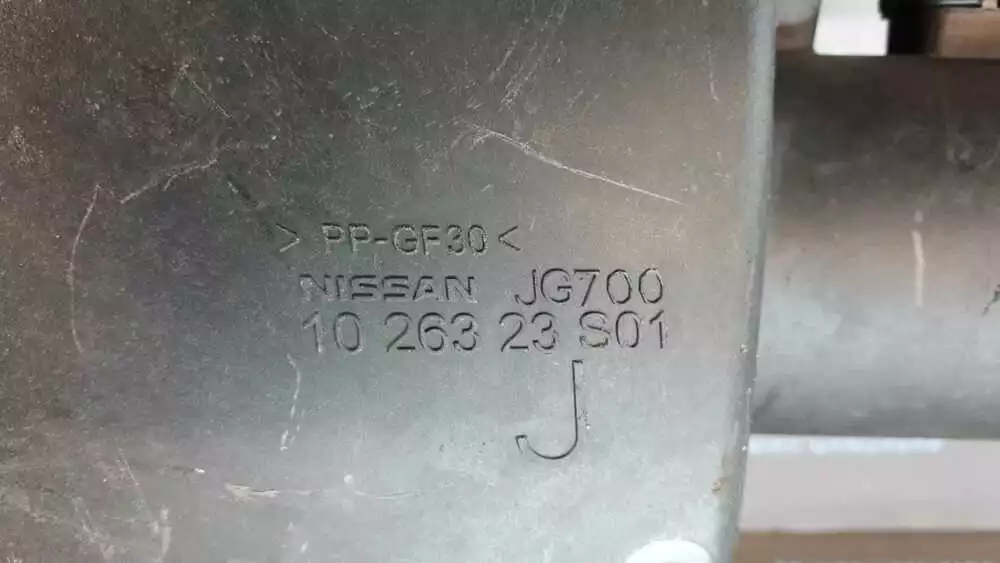 > PP-GF30 <
NISSAN JG700
10 263 23 S01
J